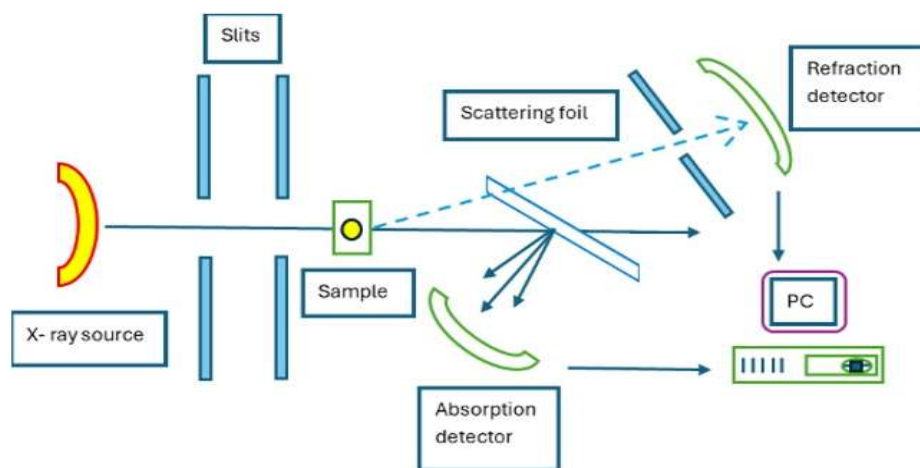 Slits
Refraction
detector
Scattering foil
Sample
X- ray source
PC
Absorption
detector